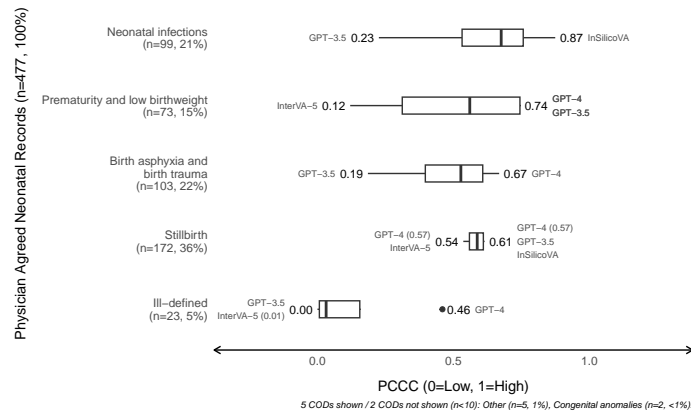 Physician Agreed Neonatal Records (n=477, 100%)
Neonatal infections
(n=99, 21%)
GPT−3.5 0.23
0.87 InSilicoVA
Prematurity and low birthweight
(n=73, 15%)
InterVA−5 0.12
0.74 GPT−4
GPT−3.5
Birth asphyxia and
birth trauma
(n=103, 22%)
GPT−3.5 0.19
0.67 GPT−4
Stillbirth
(n=172, 36%)
GPT−4 (0.57)
InterVA−5
0.54
0.61
GPT−4 (0.57)
GPT−3.5
InSilicoVA
Ill−defined
(n=23, 5%)
GPT−3.5
InterVA−5 (0.01)
0.00
0.46 GPT−4
0.0 0.5 1.0
PCCC (0=Low, 1=High)
5 CODs shown / 2 CODs not shown (n<10): Other (n=5, 1%), Congenital anomalies (n=2, <1%)